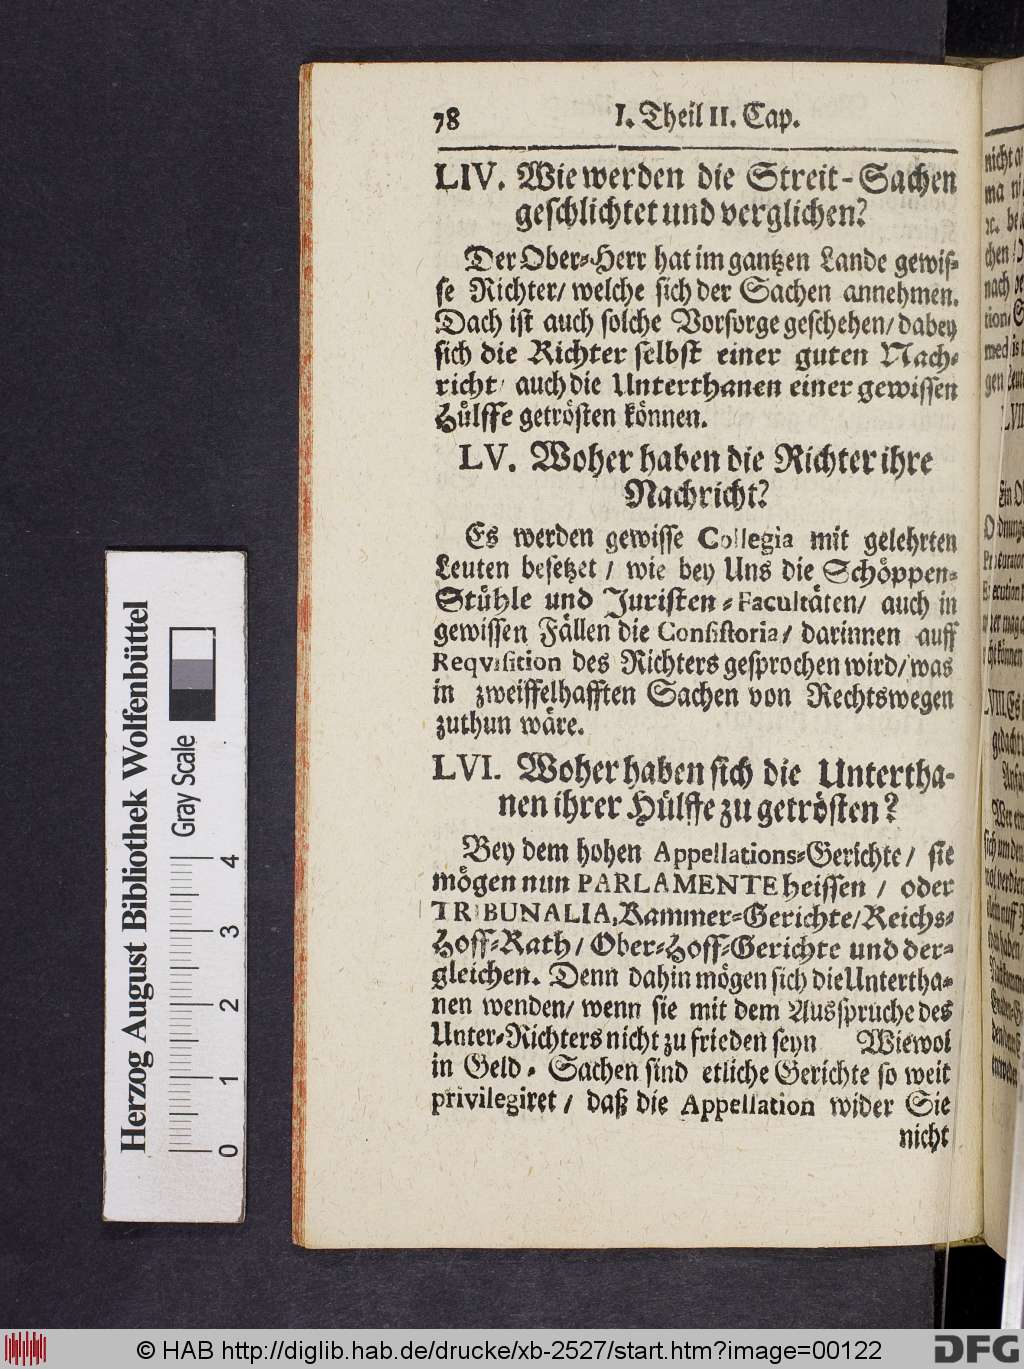 78 I. Theil II. Cap.
LIV. Wie werden die Streit-Sachen
geschlichtet und verglichen?
Der Ober-Herr hat im gantzen Lande gewis-
se Richter/ welche sich der Sachen annehmen.
Dach ist auch solche Vorsorge geschehen/ dabey
sich die Richter selbst einer guten Nach-
richt/ auch die Unterthanen einer gewissen
Hülffe getrösten können.
LV. Woher haben die Richter ihre
Nachricht?
Es werden gewisse Collegia mit gelehrten
Leuten besetzet / wie bey Uns die Schöppen-
Stühle und Juristen-Facultäten/ auch in
gewissen Fällen die Consistoria/ darinnen auff
Reqvisition des Richters gesprochen wird/ was
in zweiffelhafften Sachen von Rechtswegen
zuthun wäre.
LVI. Woher haben sich die Untertha-
nen ihrer Hülffe zu getrösten?
Bey dem hohen Appellations-Gerichte/ sie
mögen nun PARLAMENTE heissen / oder
TRIBUNALIA, Kammer-Gerichte/ Reichs-
Hoff-Rath/ Ober-Hoff-Gerichte und der-
gleichen. Denn dahin mögen sich die Untertha-
nen wenden/ wenn sie mit dem Ausspruche des
Unter-Richters nicht zu frieden seyn Wiewol
in Geld-Sachen sind etliche Gerichte so weit
privilegiret / daß die Appellation wider Sie
nicht
Herzog August Bibliothek Wolfenbüttel
Gray Scale
0 1 2 3 4
© HAB http://diglib.hab.de/drucke/xb-2527/start.htm?image=00122
DFG